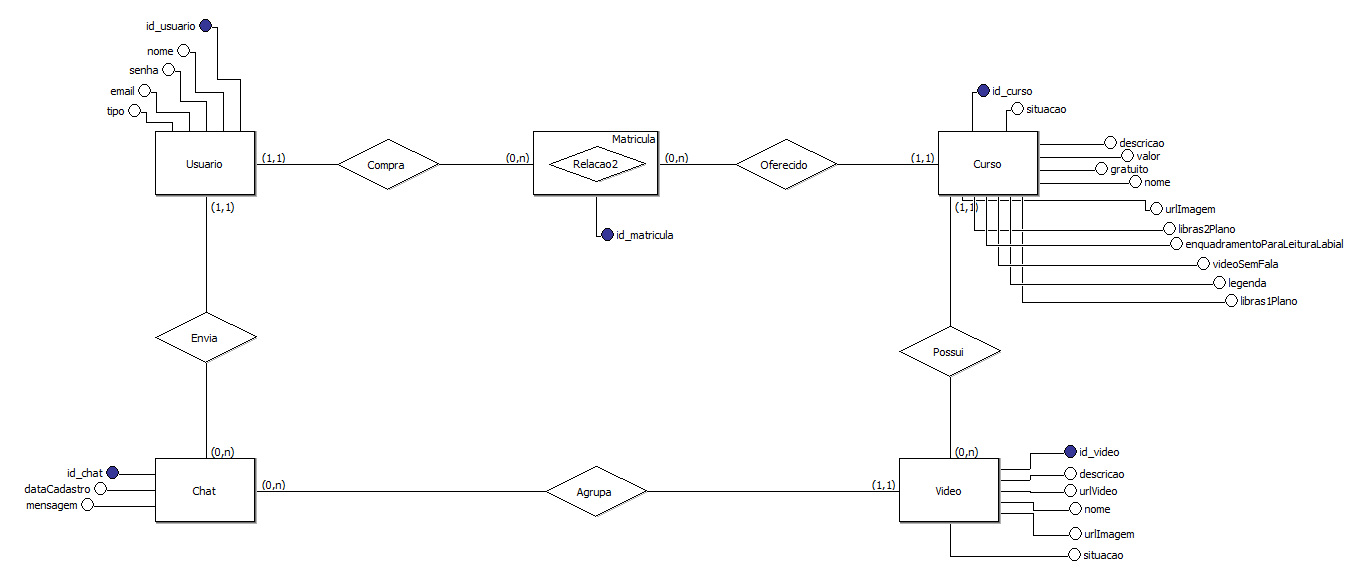 id_usuario
nome
senha
email
tipo
Usuario
(1,1)
Compra
(0,n)
Matricula
Relacao2
(0,n)
id_matricula
Oferecido
(1,1)
Curso
id_curso
situacao
descricao
valor
gratuito
nome
urlImagem
libras2Plano
enquadramentoParaLeituraLabial
videoSemFala
legenda
libras1Plano
(1,1)
(1,1)
Envia
Possui
(0,n)
(0,n)
id_chat
dataCadastro
mensagem
Chat
(0,n)
Agrupa
(1,1)
Video
id_video
descricao
urlVideo
nome
urlImagem
situacao